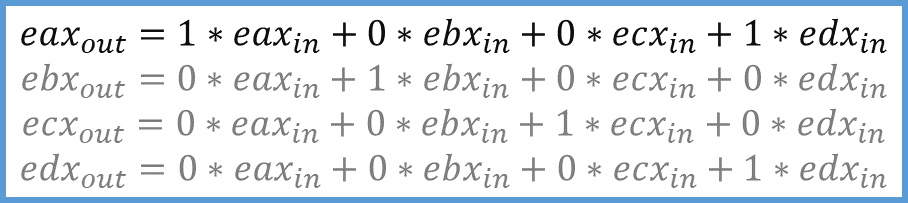 eax_out = 1 * eax_in + 0 * ebx_in + 0 * ecx_in + 1 * edx_in
ebx_out = 0 * eax_in + 1 * ebx_in + 0 * ecx_in + 0 * edx_in
ecx_out = 0 * eax_in + 0 * ebx_in + 1 * ecx_in + 0 * edx_in
edx_out = 0 * eax_in + 0 * ebx_in + 0 * ecx_in + 1 * edx_in